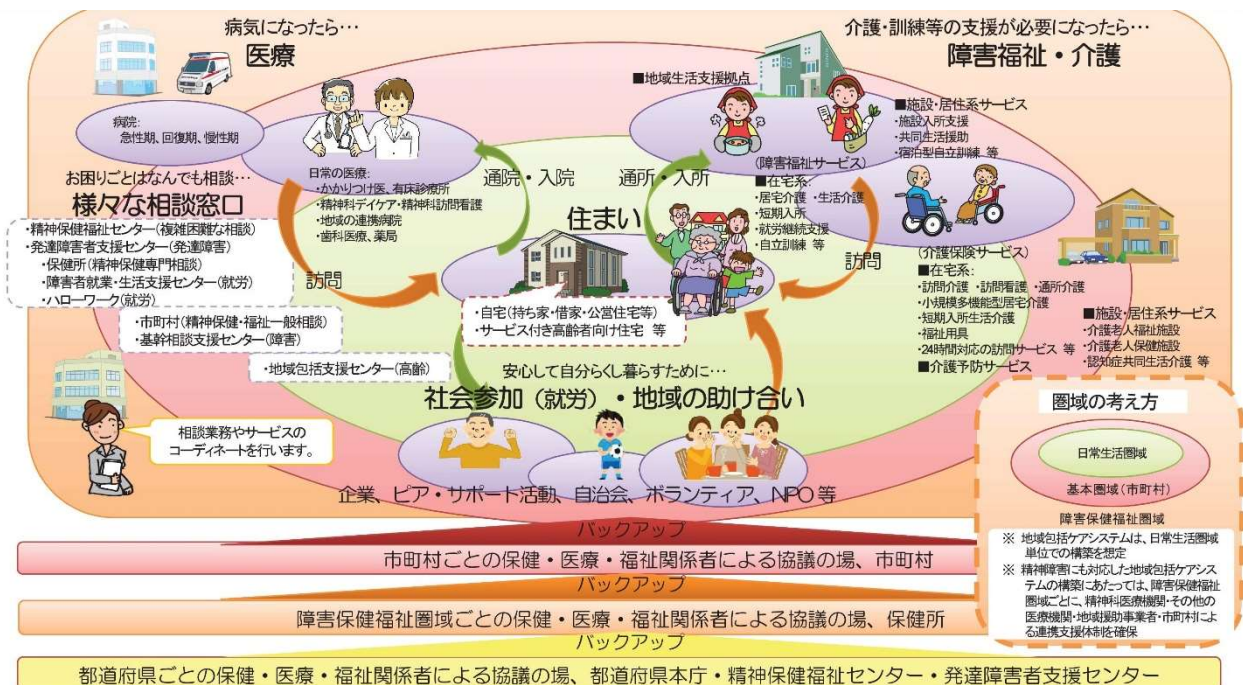 病気になったら…
医療
病院:
急性期、回復期、慢性期
日常の医療:
・かかりつけ医、有床診療所
・精神科デイケア・精神科訪問看護
・地域の連携病院
・歯科医療、薬局
お困りごとはなんでも相談…
様々な相談窓口
・精神保健福祉センター(複雑困難な相談)
・発達障害者支援センター(発達障害)
・保健所(精神保健専門相談)
・障害者就業・生活支援センター(就労)
・ハローワーク(就労)
・市町村(精神保健・福祉一般相談)
・基幹相談支援センター(障害)
・地域包括支援センター(高齢)
相談業務やサービスの
コーディネートを行います。
訪問
通院・入院
通所・入所
住まい
・自宅(持ち家・借家・公営住宅等)
・サービス付き高齢者向け住宅 等
訪問
介護・訓練等の支援が必要になったら…
障害福祉・介護
■地域生活支援拠点
■施設・居住系サービス
・施設入所支援
・共同生活援助
・宿泊型自立訓練 等
(障害福祉サービス)
■在宅系:
・居宅介護 ・生活介護
・短期入所
・就労継続支援
・自立訓練 等
(介護保険サービス)
■在宅系:
・訪問介護 ・訪問看護 ・通所介護
・小規模多機能型居宅介護
・短期入所生活介護
・福祉用具
・24時間対応の訪問サービス 等
■介護予防サービス
■施設・居住系サービス
・介護老人福祉施設
・介護老人保健施設
・認知症共同生活介護 等
安心して自分らしく暮らすために…
社会参加(就労)・地域の助け合い
企業、ピア・サポート活動、自治会、ボランティア、NPO等
圏域の考え方
日常生活圏域
基本圏域(市町村)
障害保健福祉圏域
※ 地域包括ケアシステムは、日常生活圏域
単位での構築を想定
※ 精神障害にも対応した地域包括ケアシス
テムの構築にあたっては、障害保健福祉
圏域ごとに、精神科医療機関・その他の
医療機関・地域援助事業者・市町村によ
る連携支援体制を確保
バックアップ
市町村ごとの保健・医療・福祉関係者による協議の場、市町村
バックアップ
障害保健福祉圏域ごとの保健・医療・福祉関係者による協議の場、保健所
バックアップ
都道府県ごとの保健・医療・福祉関係者による協議の場、都道府県本庁・精神保健福祉センター・発達障害者支援センター